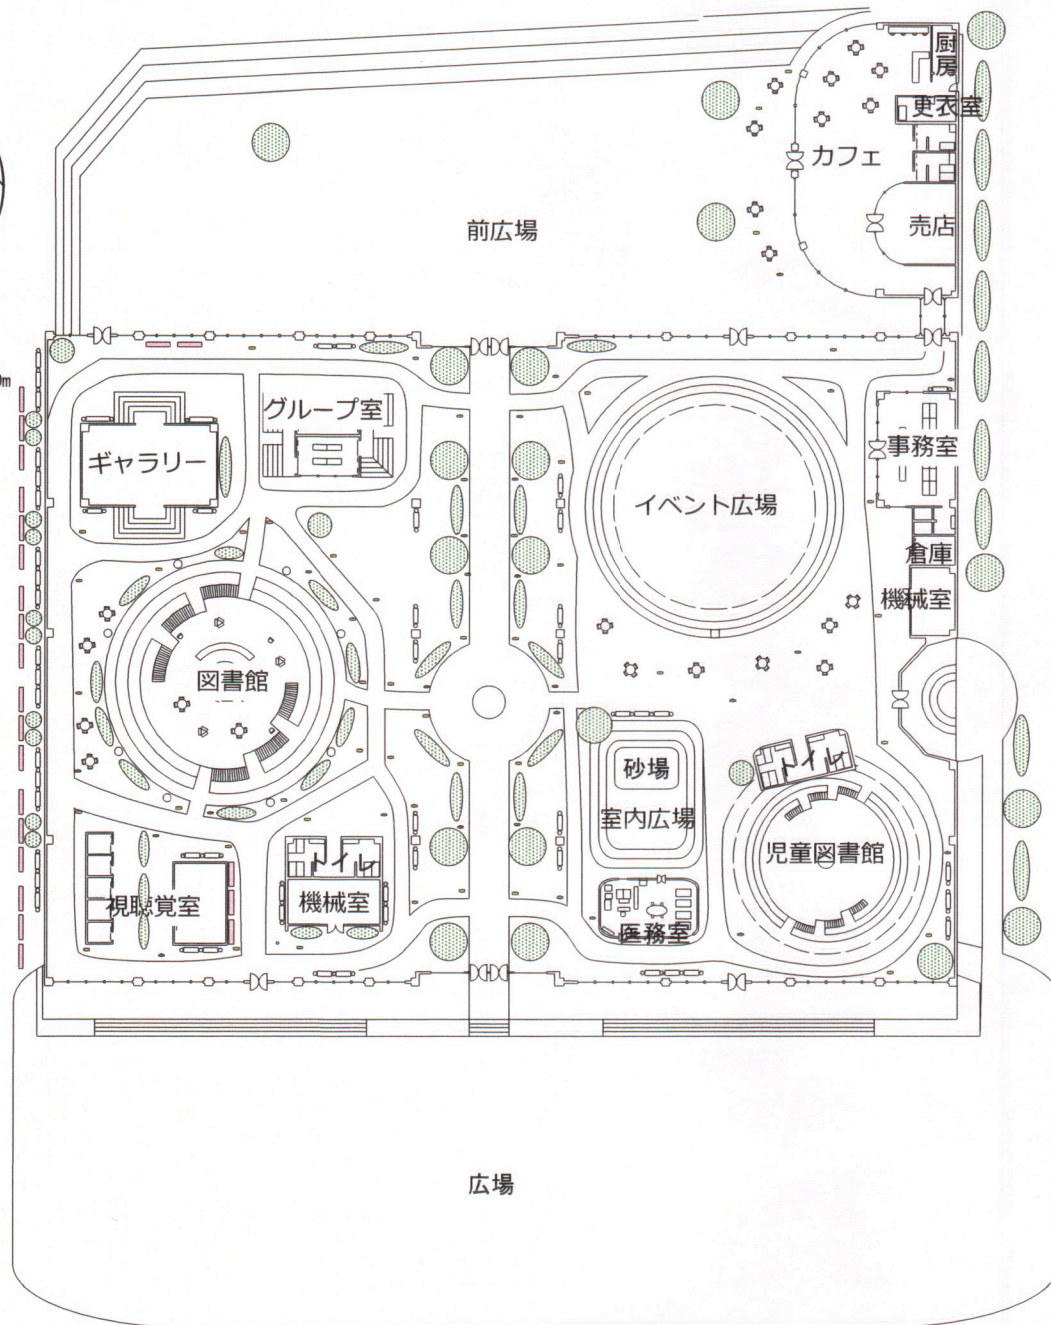 厨
房
更衣室
カフェ
前広場
売店
m
グループ室
ギャラリー
事務室
イベント広場
倉庫
機械室
図書館
砂場
トイレ
室内広場
児童図書館
トイレ
視聴覚室
機械室
医務室
広場